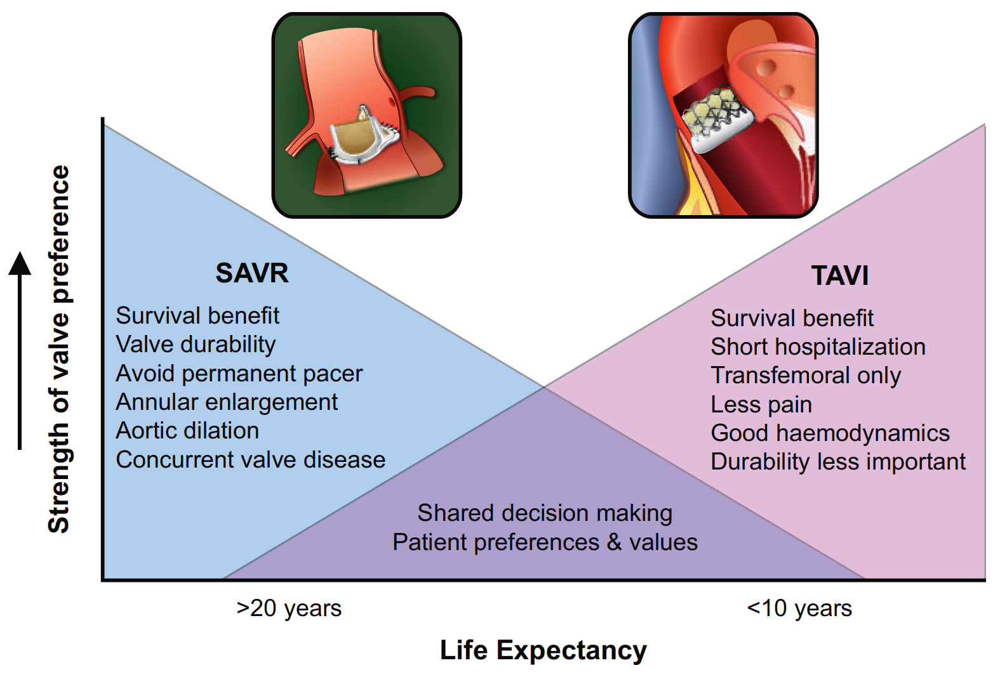 Strength of valve preference
SAVR
Survival benefit
Valve durability
Avoid permanent pacer
Annular enlargement
Aortic dilation
Concurrent valve disease
TAVI
Survival benefit
Short hospitalization
Transfemoral only
Less pain
Good haemodynamics
Durability less important
Shared decision making
Patient preferences & values
>20 years
<10 years
Life Expectancy